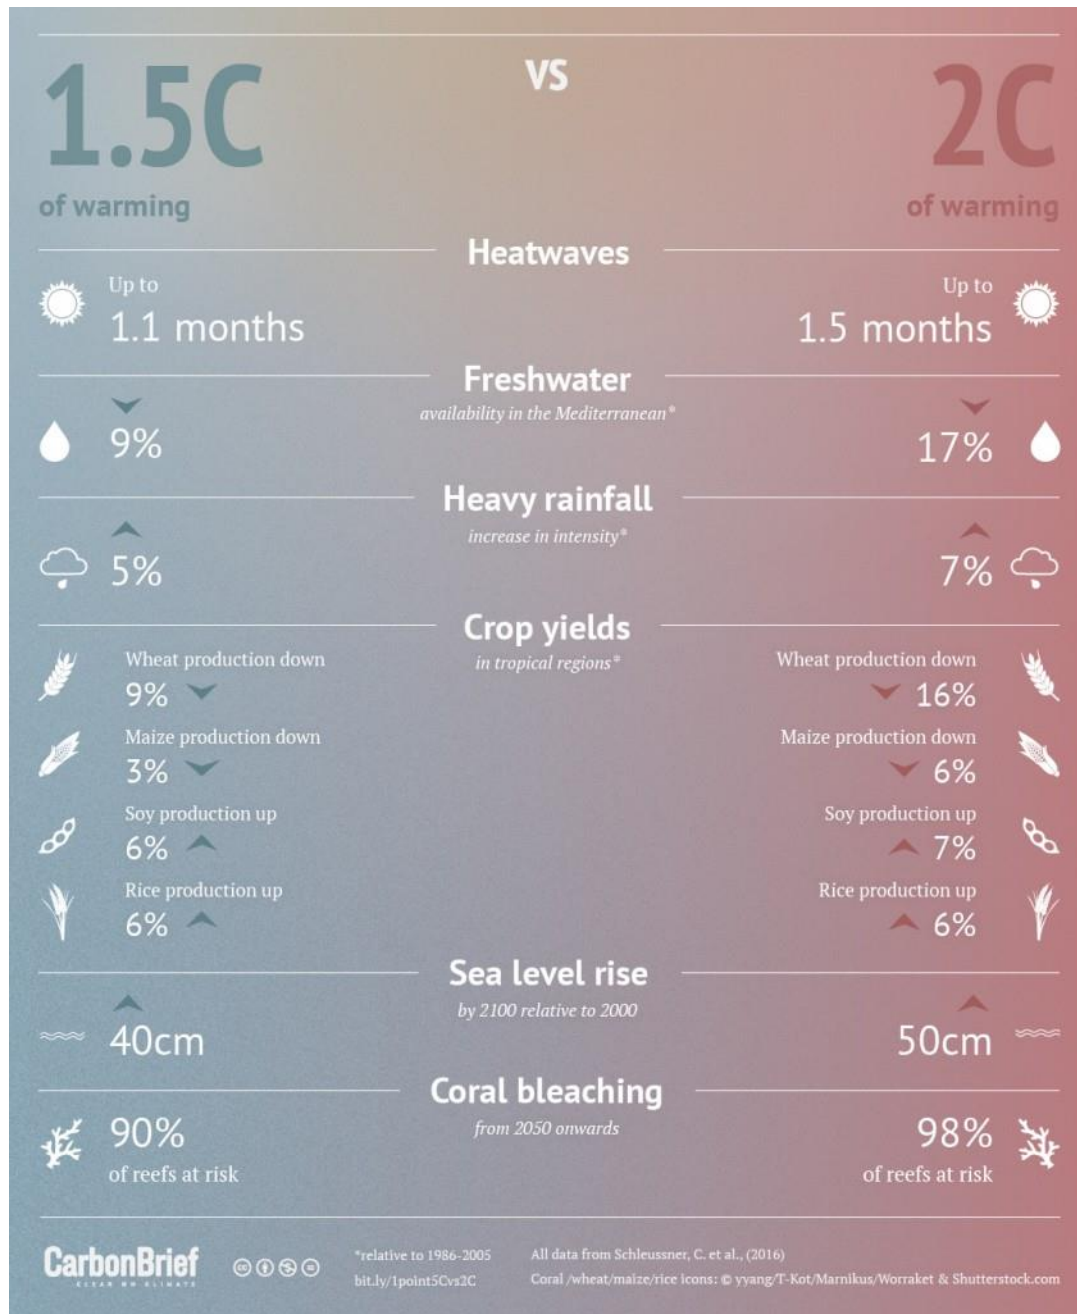 1.5C
VS
2C
of warming
of warming
Heatwaves
Up to
1.1 months
Up to
1.5 months
Freshwater
availability in the Mediterranean*
9%
17%
Heavy rainfall
increase in intensity*
5%
7%
Crop yields
in tropical regions*
Wheat production down
9%
Wheat production down
16%
Maize production down
3%
Maize production down
6%
Soy production up
6%
Soy production up
7%
Rice production up
6%
Rice production up
6%
Sea level rise
by 2100 relative to 2000
40cm
50cm
Coral bleaching
from 2050 onwards
90%
of reefs at risk
98%
of reefs at risk
CarbonBrief
CLEAR ON CLIMATE
*relative to 1986-2005
bit.ly/1point5Cvs2C
All data from Schleussner, C. et al., (2016)
Coral /wheat/maize/rice icons: © yyang/T-Kot/Marnikus/Worraket & Shutterstock.com